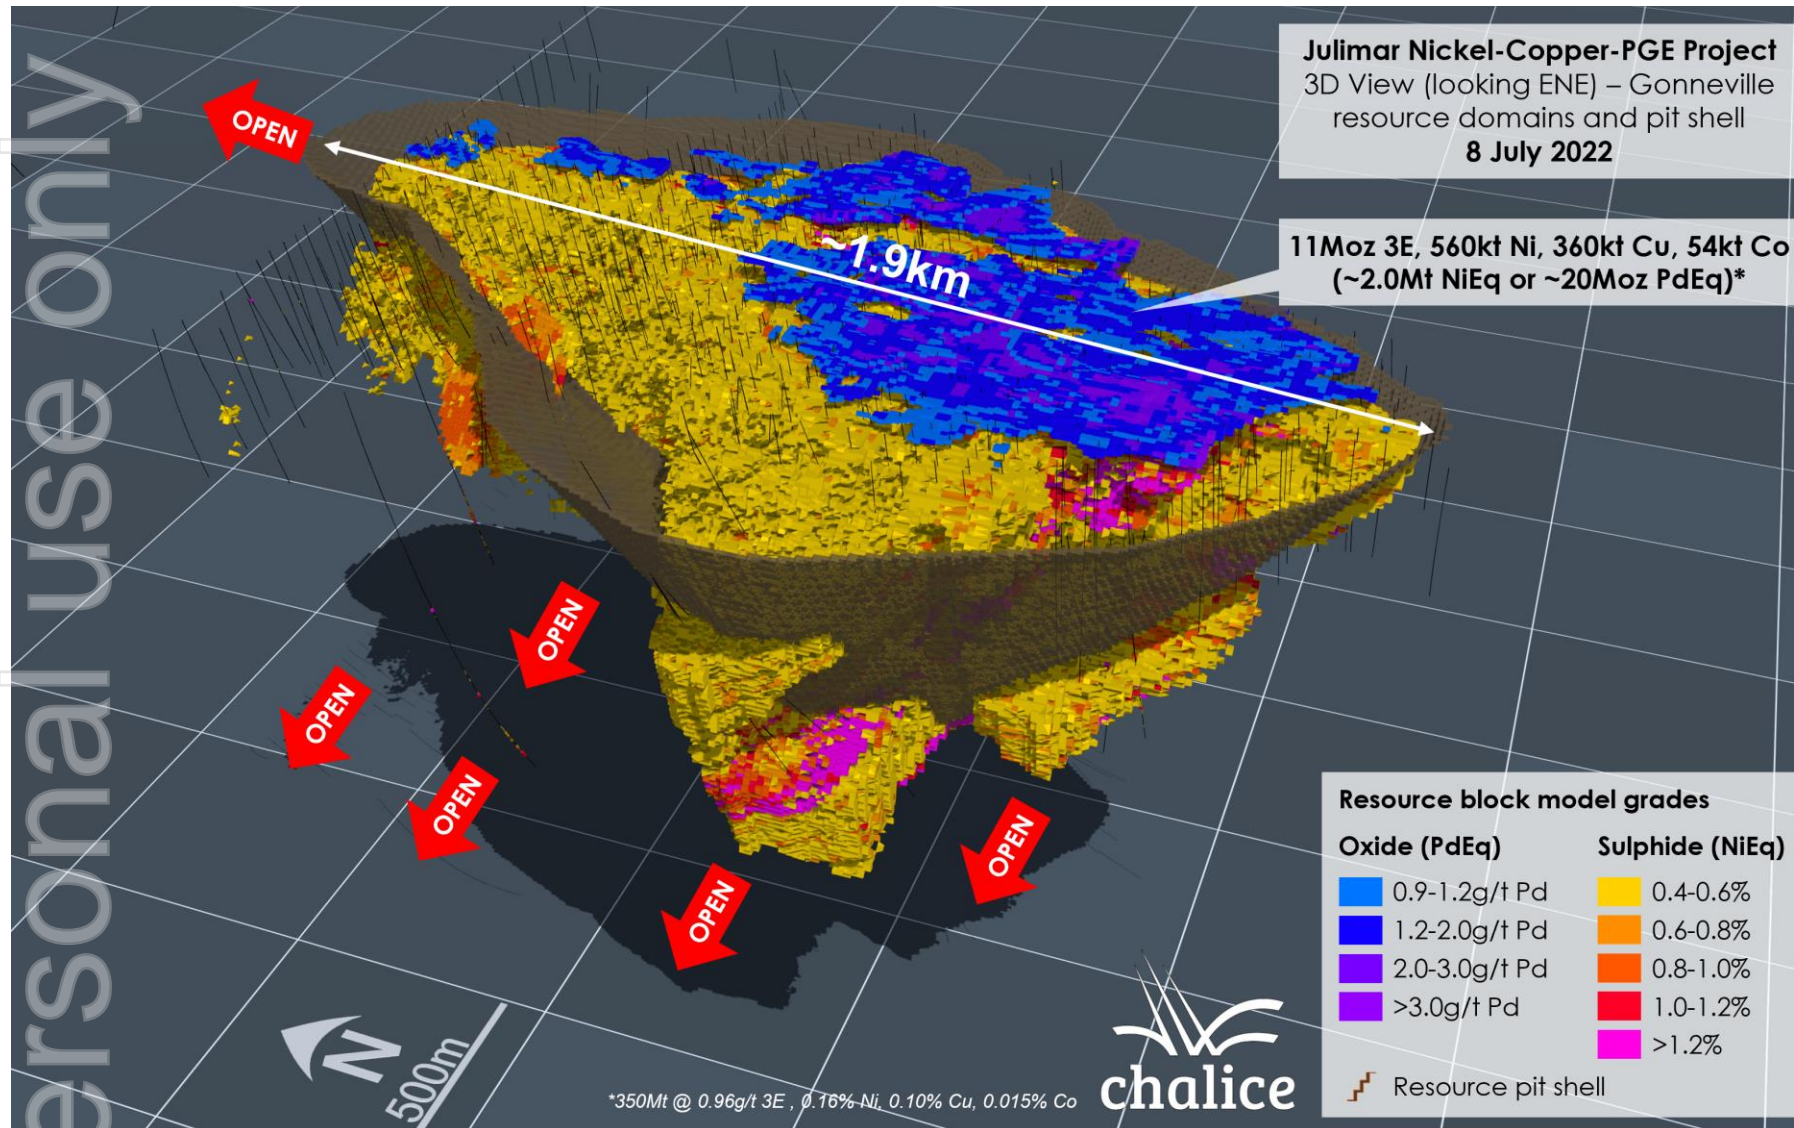 ersonal use only
Julimar Nickel-Copper-PGE Project
3D View (looking ENE) – Gonneville
resource domains and pit shell
8 July 2022
OPEN
~1.9km
11Moz 3E, 560kt Ni, 360kt Cu, 54kt Co
(~2.0Mt NiEq or ~20Moz PdEq)*
OPEN
OPEN
OPEN
OPEN
OPEN
Resource block model grades
Oxide (PdEq)
0.9-1.2g/t Pd
1.2-2.0g/t Pd
2.0-3.0g/t Pd
>3.0g/t Pd
Sulphide (NiEq)
0.4-0.6%
0.6-0.8%
0.8-1.0%
1.0-1.2%
>1.2%
Resource pit shell
N
500m
*350Mt @ 0.96g/t 3E , 0.16% Ni, 0.10% Cu, 0.015% Co
chalice